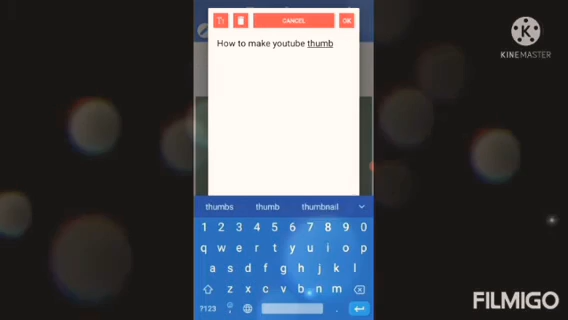 CANCEL OK
KINEMASTER
How to make youtube thumb
thumbs thumb thumbnail
1 2 3 4 5 6 7 8 9 0
q w e r t y u i o p
a s d f g h j k l
z x c v b n m
?123 .
FILMIGO